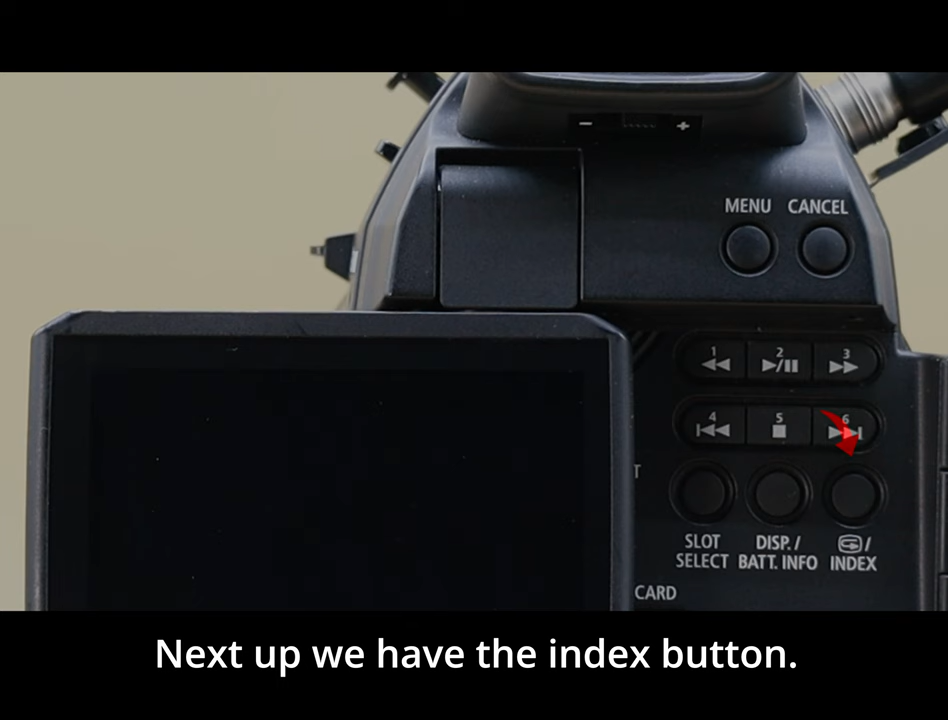 − +
MENU CANCEL
1 2 3
4 5 6
T
SLOT SELECT
DISP./ BATT. INFO
/ INDEX
CARD
Next up we have the index button.